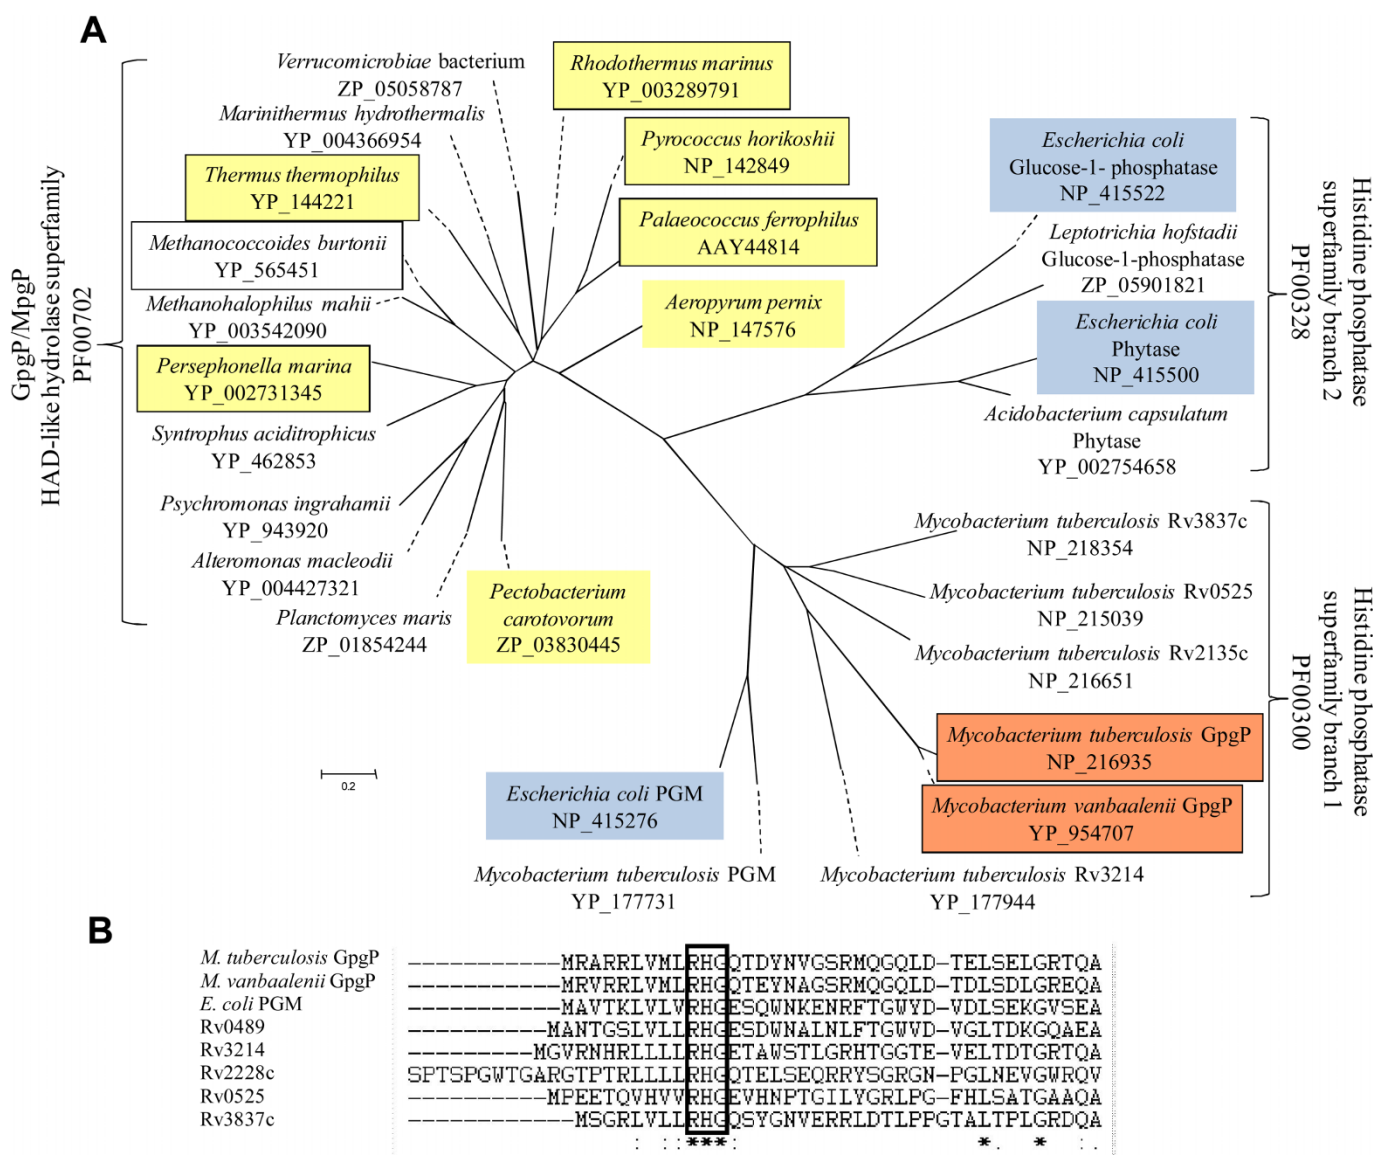 A
Verrucomicrobiae bacterium
ZP_05058787
Marinithermus hydrothermalis
YP_004366954
Thermus thermophilus
YP_144221
Methanococcoides burtonii
YP_565451
Methanohalophilus mahii
YP_003542090
Persephonella marina
YP_002731345
Syntrophus aciditrophicus
YP_462853
Psychromonas ingrahamii
YP_943920
Alteromonas macleodii
YP_004427321
Planctomyces maris
ZP_01854244
Pectobacterium
carotovorum
ZP_03830445
Rhodothermus marinus
YP_003289791
Pyrococcus horikoshii
NP_142849
Palaeococcus ferrophilus
AAY44814
Aeropyrum pernix
NP_147576
GpgP/MpgP
HAD-like hydrolase superfamily
PF00702
Escherichia coli
Glucose-1- phosphatase
NP_415522
Leptotrichia hofstadii
Glucose-1-phosphatase
ZP_05901821
Escherichia coli
Phytase
NP_415500
Acidobacterium capsulatum
Phytase
YP_002754658
Histidine phosphatase
superfamily branch 2
PF00328
Mycobacterium tuberculosis Rv3837c
NP_218354
Mycobacterium tuberculosis Rv0525
NP_215039
Mycobacterium tuberculosis Rv2135c
NP_216651
Mycobacterium tuberculosis GpgP
NP_216935
Mycobacterium vanbaalenii GpgP
YP_954707
Mycobacterium tuberculosis Rv3214
YP_177944
Mycobacterium tuberculosis PGM
YP_177731
Escherichia coli PGM
NP_415276
Histidine phosphatase
superfamily branch 1
PF00300
0.2
B
M. tuberculosis GpgP -----------MRARRLVMLRHGQTDYNVGSRMQGQLD-TELSELGRTQA
M. vanbaalenii GpgP -----------MRVRRLVMLRHGQTEYNAGSRMQGQLD-TDLSDLGREQA
E. coli PGM -----------MAVTKLVLVRHGESQWNKENRFTGWYD-VDLSEKGVSEA
Rv0489 ----------MANTGSLVLLRHGESDWNALNLFTGWVD-VGLTDKGQAEA
Rv3214 ---------MGVRNHRLLLLRHGETAWSTLGRHTGGTE-VELTDTGRTQA
Rv2228c SPTSPGWTGARGTPTRLLLLRHGQTELSEQRRYSGRGN-PGLNEVGWRQV
Rv0525 ----------MPEETQVHVVRHGEVHNPTGILYGRLPG-FHLSATGAAQA
Rv3837c ------------MSGRLVLLRHGQSYGNVERRLDTLPPGTALTPLGRDQA
: ::***: *. * :.